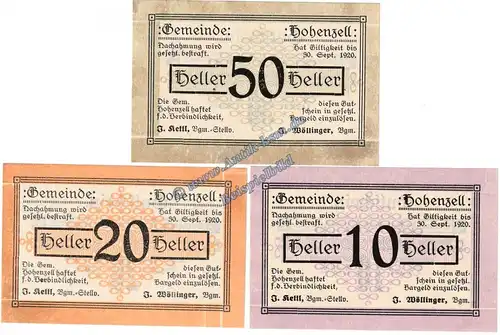 :Gemeinde: :Hohenzell:
Nachahmung wird Hat Giltigkeit bis
gesetzl. bestraft. 30. Sept. 1920.
Heller 50 Heller
Die Gem. diesen Gut-
Hohenzell haftet schein in gesetzl.
f.d. Verbindlichkeit, Bargeld einzulösen.
J. Kettl, Bgm.-Stellv. J. Wöllinger, Bgm.
:Gemeinde: :Hohenzell:
Nachahmung wird Hat Giltigkeit bis
gesetzl. bestraft. 30. Sept. 1920.
Heller 20 Heller
Die Gem. diesen Gut-
Hohenzell haftet schein in gesetzl.
f.d. Verbindlichkeit, Bargeld einzulösen.
J. Kettl, Bgm.-Stellv. J. Wöllinger, Bgm.
:Gemeinde: :Hohenzell:
Nachahmung wird Hat Giltigkeit bis
gesetzl. bestraft. 30. Sept. 1920.
Heller 10 Heller
Die Gem. diesen Gut-
Hohenzell haftet schein in gesetzl.
f.d. Verbindlichkeit, Bargeld einzulösen.
J. Kettl, Bgm.-Stellv. J. Wöllinger, Bgm.
Beispielbild